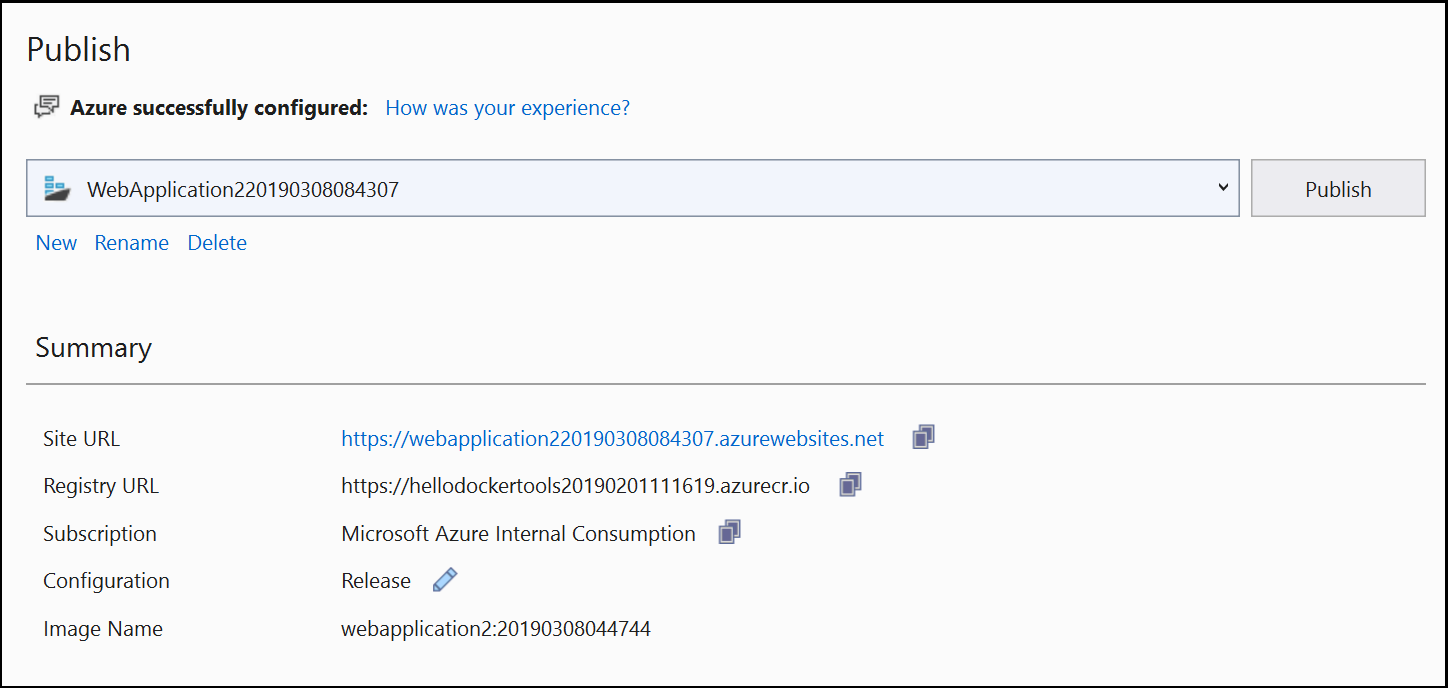 Publish
Azure successfully configured: How was your experience?
WebApplication220190308084307 Publish
New Rename Delete
Summary
Site URL https://webapplication220190308084307.azurewebsites.net
Registry URL https://hellodockertools20190201111619.azurecr.io
Subscription Microsoft Azure Internal Consumption
Configuration Release
Image Name webapplication2:20190308044744